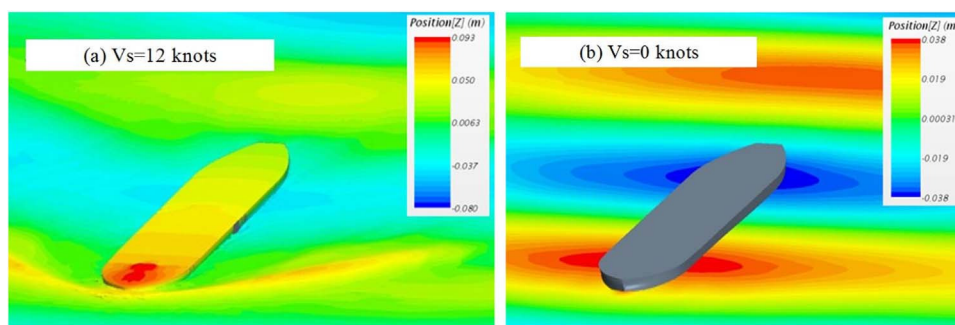 (a) Vs=12 knots
Position[Z] (m)
0.093
0.050
0.0063
-0.037
-0.080
(b) Vs=0 knots
Position[Z] (m)
0.038
0.019
0.00031
-0.019
-0.038